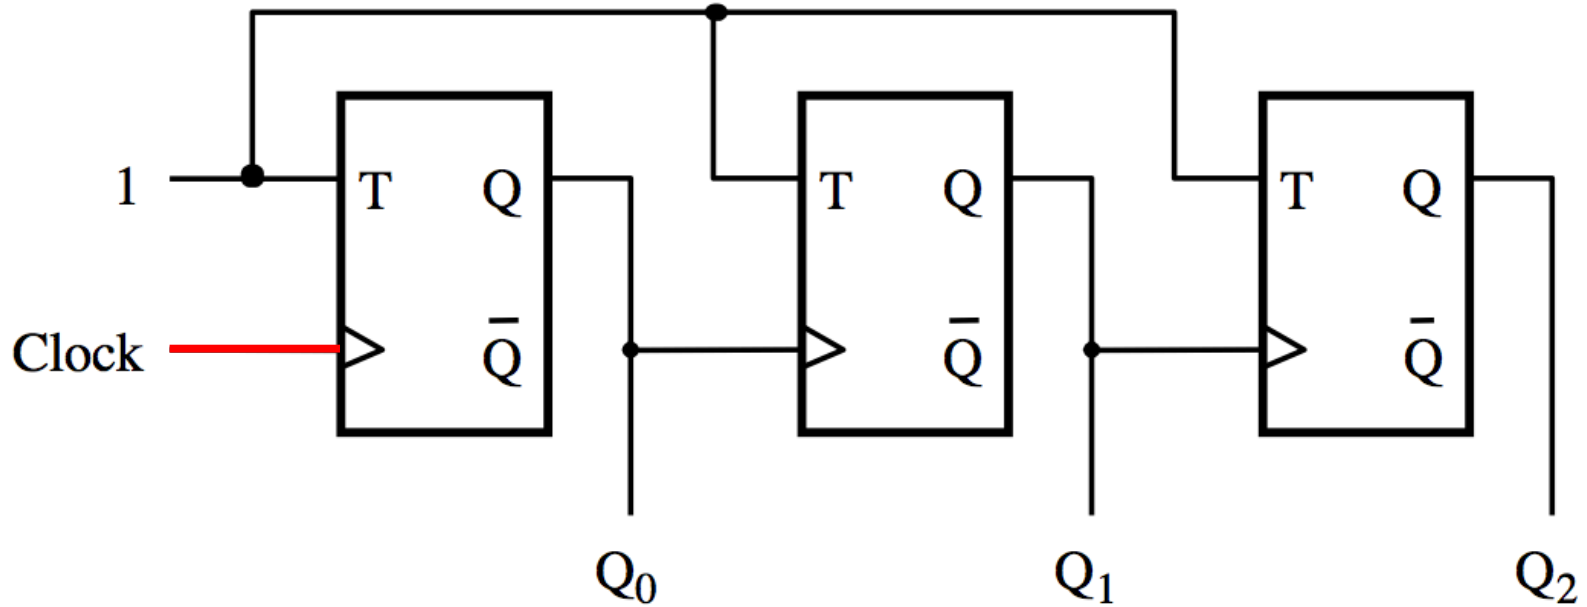 1 T Q T Q T Q
Clock Q̅ Q̅ Q̅
Q₀ Q₁ Q₂